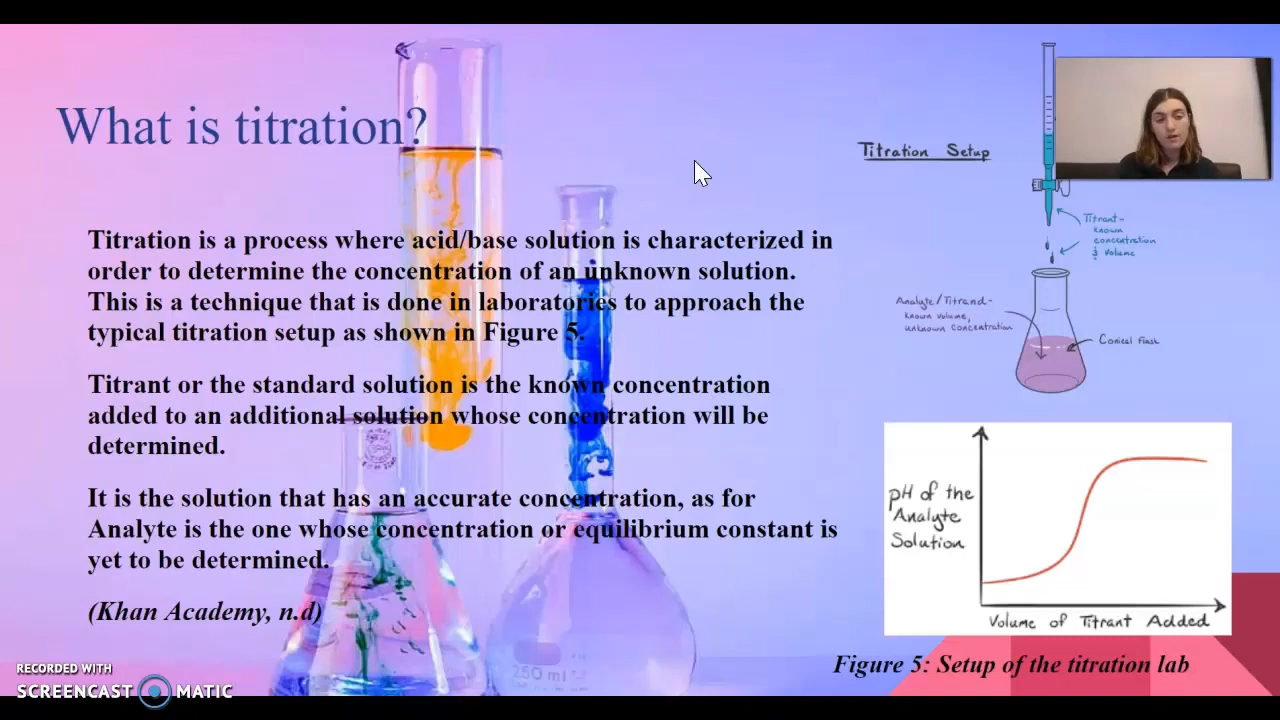 What is titration?
Titration is a process where acid/base solution is characterized in
order to determine the concentration of an unknown solution.
This is a technique that is done in laboratories to approach the
typical titration setup as shown in Figure 5.
Titrant or the standard solution is the known concentration
added to an additional solution whose concentration will be
determined.
It is the solution that has an accurate concentration, as for
Analyte is the one whose concentration or equilibrium constant is
yet to be determined.
(Khan Academy, n.d)
Titration Setup
Titrant-
known
concentration
& volume
Analyte/Titrand-
known volume,
unknown concentration
Conical flask
pH of the
Analyte
Solution
Volume of Titrant Added
Figure 5: Setup of the titration lab
250 ml
RECORDED WITH
SCREENCAST MATIC